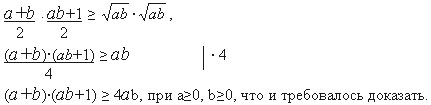 (a+b)/2 · (ab+1)/2 ≥ √ab · √ab ,
((a+b)·(ab+1))/4 ≥ ab | · 4
(a+b)·(ab+1) ≥ 4ab, при a≥0, b≥0, что и требовалось доказать.